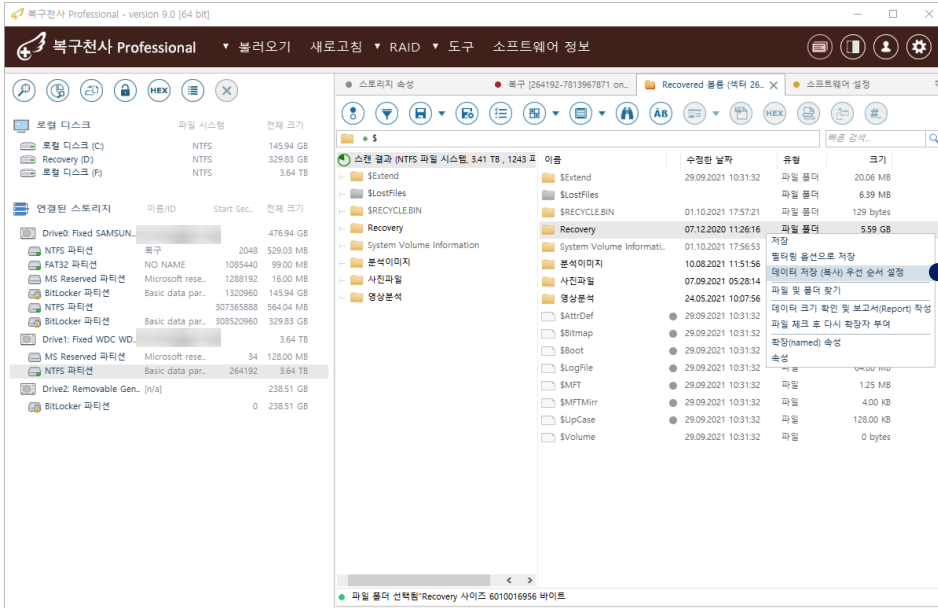 복구천사 Professional - version 9.0 [64 bit]
복구천사 Professional ▼ 불러오기 새로고침 ▼ RAID ▼ 도구 소프트웨어 정보
HEX
로컬 디스크 파일 시스템 전체 크기
로컬 디스크 (C:) NTFS 145.94 GB
Recovery (D:) NTFS 329.83 GB
로컬 디스크 (F:) NTFS 3.64 TB
연결된 스토리지 이름/ID Start Sec... 전체 크기
Drive0: Fixed SAMSUN... 476.94 GB
NTFS 파티션 복구 2048 529.03 MB
FAT32 파티션 NO NAME 1085440 99.00 MB
MS Reserved 파티션 Microsoft rese... 1288192 16.00 MB
BitLocker 파티션 Basic data par... 1320960 145.94 GB
NTFS 파티션 307365888 564.04 MB
BitLocker 파티션 Basic data par... 308520960 329.83 GB
Drive1: Fixed WDC WD... 3.64 TB
MS Reserved 파티션 Microsoft rese... 34 128.00 MB
NTFS 파티션 Basic data par... 264192 3.64 TB
Drive2: Removable Gen... [n/a] 238.51 GB
BitLocker 파티션 0 238.51 GB
스토리지 속성 복구 [264192-7813967871 on... Recovered 볼륨 (섹터 26... 소프트웨어 설정
ÄB HEX #
$ 빠른 검색...
스캔 결과 (NTFS 파일 시스템, 3.41 TB, 1243 파
$Extend
$LostFiles
$RECYCLE.BIN
Recovery
System Volume Information
분석이미지
사진파일
영상분석
이름 수정한 날짜 유형 크기
$Extend 29.09.2021 10:31:32 파일 폴더 20.06 MB
$LostFiles 파일 폴더 6.39 MB
$RECYCLE.BIN 01.10.2021 17:57:21 파일 폴더 129 bytes
Recovery 07.12.2020 11:26:16 파일 폴더 5.59 GB
System Volume Informati... 01.10.2021 17:56:53
분석이미지 10.08.2021 11:51:56
사진파일 07.09.2021 05:28:14
영상분석 24.05.2021 10:07:56
$AttrDef 29.09.2021 10:31:32
$Bitmap 29.09.2021 10:31:32
$Boot 29.09.2021 10:31:32
$LogFile 29.09.2021 10:31:32 파일 64.00 MB
$MFT 29.09.2021 10:31:32 파일 1.25 MB
$MFTMirr 29.09.2021 10:31:32 파일 4.00 KB
$UpCase 29.09.2021 10:31:32 파일 128.00 KB
$Volume 29.09.2021 10:31:32 파일 0 bytes
저장
필터링 옵션으로 저장
데이터 저장 (복사) 우선 순서 설정
파일 및 폴더 찾기
데이터 크기 확인 및 보고서(Report) 작성
파일 체크 후 다시 확장자 부여
확장(named) 속성
속성
파일 폴더 선택됨"Recovery 사이즈 6010016956 바이트